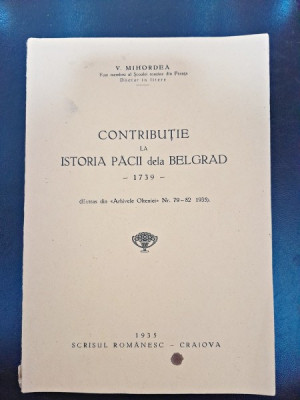 V. MIHORDEA
Fost membru al Școalei române din Franța
Doctor în litere
CONTRIBUȚIE
LA
ISTORIA PĂCII dela BELGRAD
- 1739 -
(Extras din «Arhivele Olteniei» Nr. 79-82 1935)
1935
SCRISUL ROMÂNESC - CRAIOVA